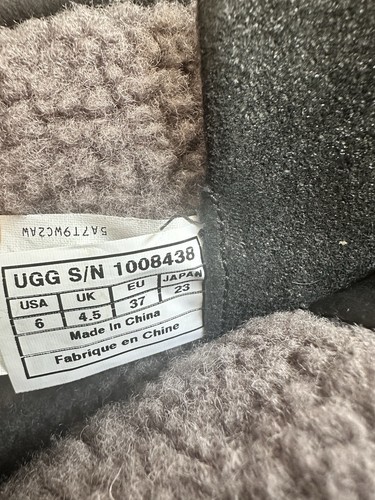 5A7T9WC2AW
UGG S/N 1008438
USA UK EU JAPAN
6 4.5 37 23
Made in China
Fabrique en Chine